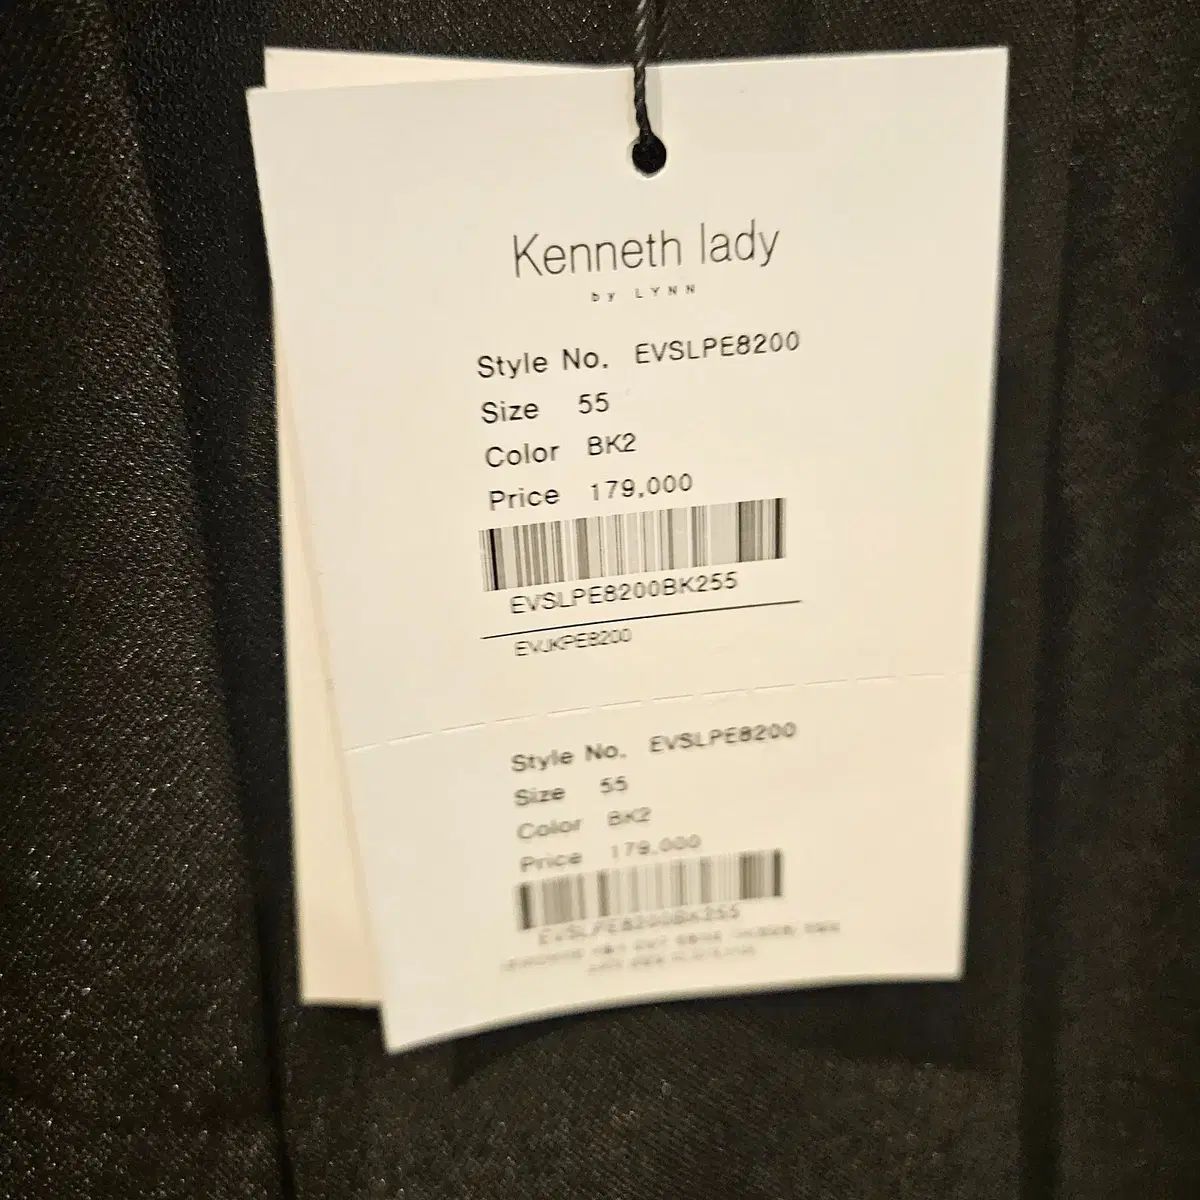 Kenneth lady
by LYNN
Style No. EVSLPE8200
Size 55
Color BK2
Price 179,000
EVSLPE8200BK255
EVJKPE8200
Style No. EVSLPE8200
Size 55
Color BK2
Price 179,000
EVSLPE8200BK255